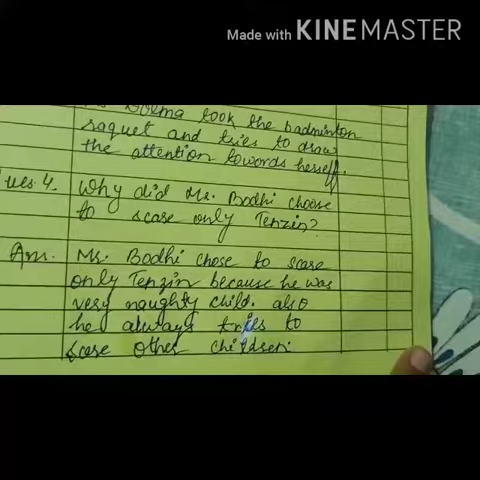 Made with KINEMASTER
Dolma took the badminton
raquet and tries to draw
the attention towards herself.
ues.4. Why did Mr. Bodhi choose
to scare only Tenzin?
Ans. Mr. Bodhi chose to scare
only Tenzin because he was
very naughty child. also
he always tries to
scare other children.